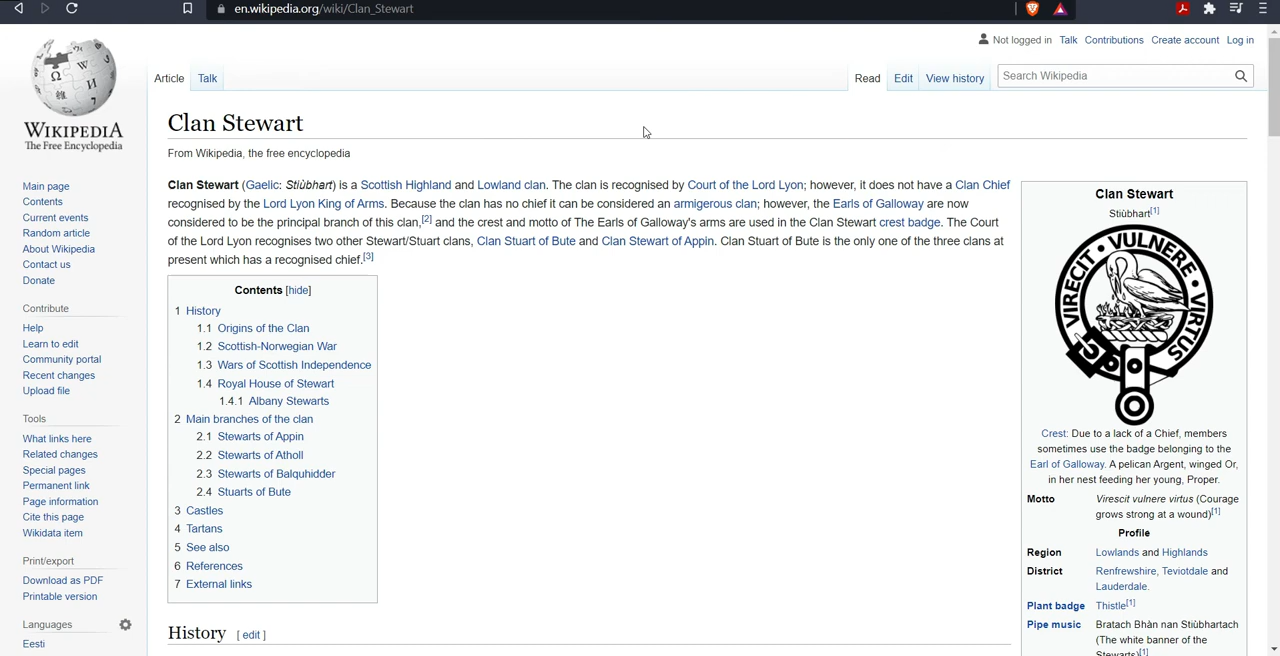 en.wikipedia.org/wiki/Clan_Stewart
Not logged in Talk Contributions Create account Log in
Article Talk Read Edit View history Search Wikipedia
WIKIPEDIA
The Free Encyclopedia
Main page
Contents
Current events
Random article
About Wikipedia
Contact us
Donate
Contribute
Help
Learn to edit
Community portal
Recent changes
Upload file
Tools
What links here
Related changes
Special pages
Permanent link
Page information
Cite this page
Wikidata item
Print/export
Download as PDF
Printable version
Languages
Eesti
Clan Stewart
From Wikipedia, the free encyclopedia
Clan Stewart (Gaelic: Stiùbhart) is a Scottish Highland and Lowland clan. The clan is recognised by Court of the Lord Lyon; however, it does not have a Clan Chief
recognised by the Lord Lyon King of Arms. Because the clan has no chief it can be considered an armigerous clan; however, the Earls of Galloway are now
considered to be the principal branch of this clan,[2] and the crest and motto of The Earls of Galloway's arms are used in the Clan Stewart crest badge. The Court
of the Lord Lyon recognises two other Stewart/Stuart clans, Clan Stuart of Bute and Clan Stewart of Appin. Clan Stuart of Bute is the only one of the three clans at
present which has a recognised chief.[3]
Contents [hide]
1 History
1.1 Origins of the Clan
1.2 Scottish-Norwegian War
1.3 Wars of Scottish Independence
1.4 Royal House of Stewart
1.4.1 Albany Stewarts
2 Main branches of the clan
2.1 Stewarts of Appin
2.2 Stewarts of Atholl
2.3 Stewarts of Balquhidder
2.4 Stuarts of Bute
3 Castles
4 Tartans
5 See also
6 References
7 External links
History [ edit ]
Clan Stewart
Stiùbhart[1]
VIRECIT • VULNERE • VIRTUS
Crest: Due to a lack of a Chief, members
sometimes use the badge belonging to the
Earl of Galloway. A pelican Argent, winged Or,
in her nest feeding her young, Proper.
Motto Virescit vulnere virtus (Courage
grows strong at a wound)[1]
Profile
Region Lowlands and Highlands
District Renfrewshire, Teviotdale and
Lauderdale.
Plant badge Thistle[1]
Pipe music Bratach Bhàn nan Stiùbhartach
(The white banner of the
Stewarts)[1]